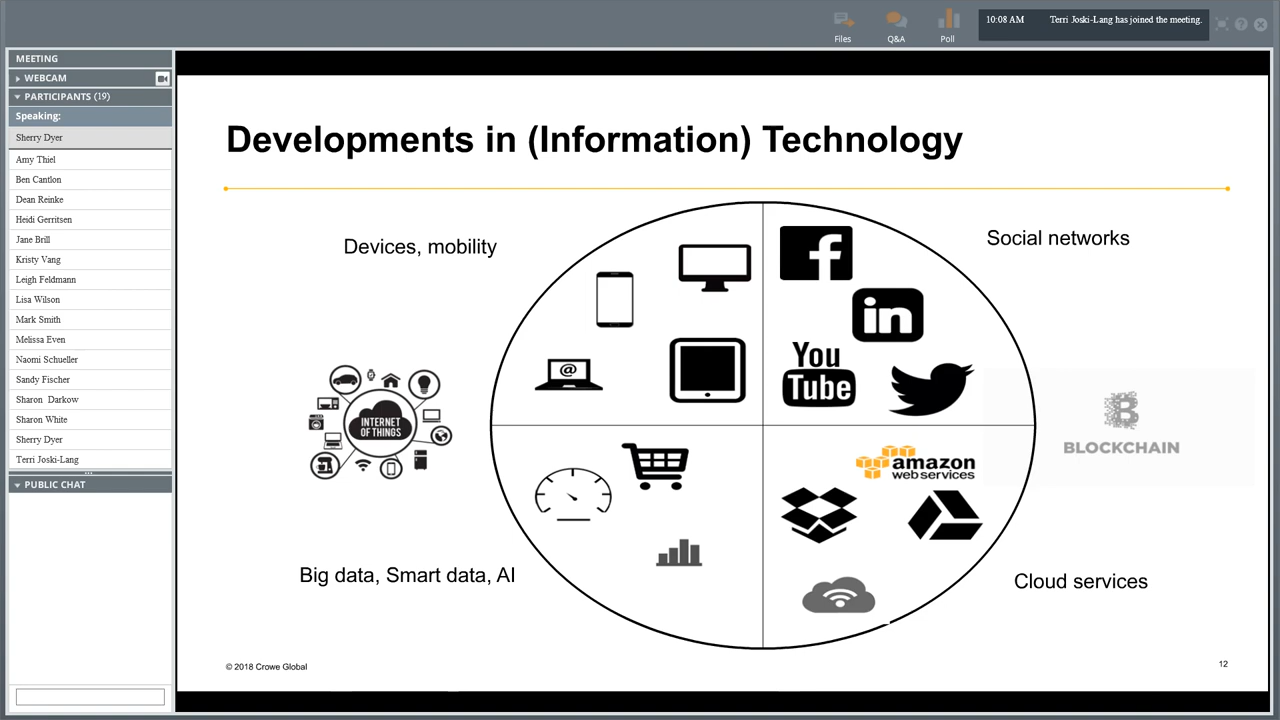 Files
Q&A
Poll
10:08 AM Terri Joski-Lang has joined the meeting.
MEETING
WEBCAM
PARTICIPANTS (19)
Speaking:
Sherry Dyer
Amy Thiel
Ben Cantlon
Dean Reinke
Heidi Gerritsen
Jane Brill
Kristy Vang
Leigh Feldmann
Lisa Wilson
Mark Smith
Melissa Even
Naomi Schueller
Sandy Fischer
Sharon Darkow
Sharon White
Sherry Dyer
Terri Joski-Lang
PUBLIC CHAT
Developments in (Information) Technology
Devices, mobility
Social networks
f
in
You
Tube
@
INTERNET
OF THINGS
BLOCKCHAIN
amazon
web services
Big data, Smart data, AI
Cloud services
© 2018 Crowe Global
12